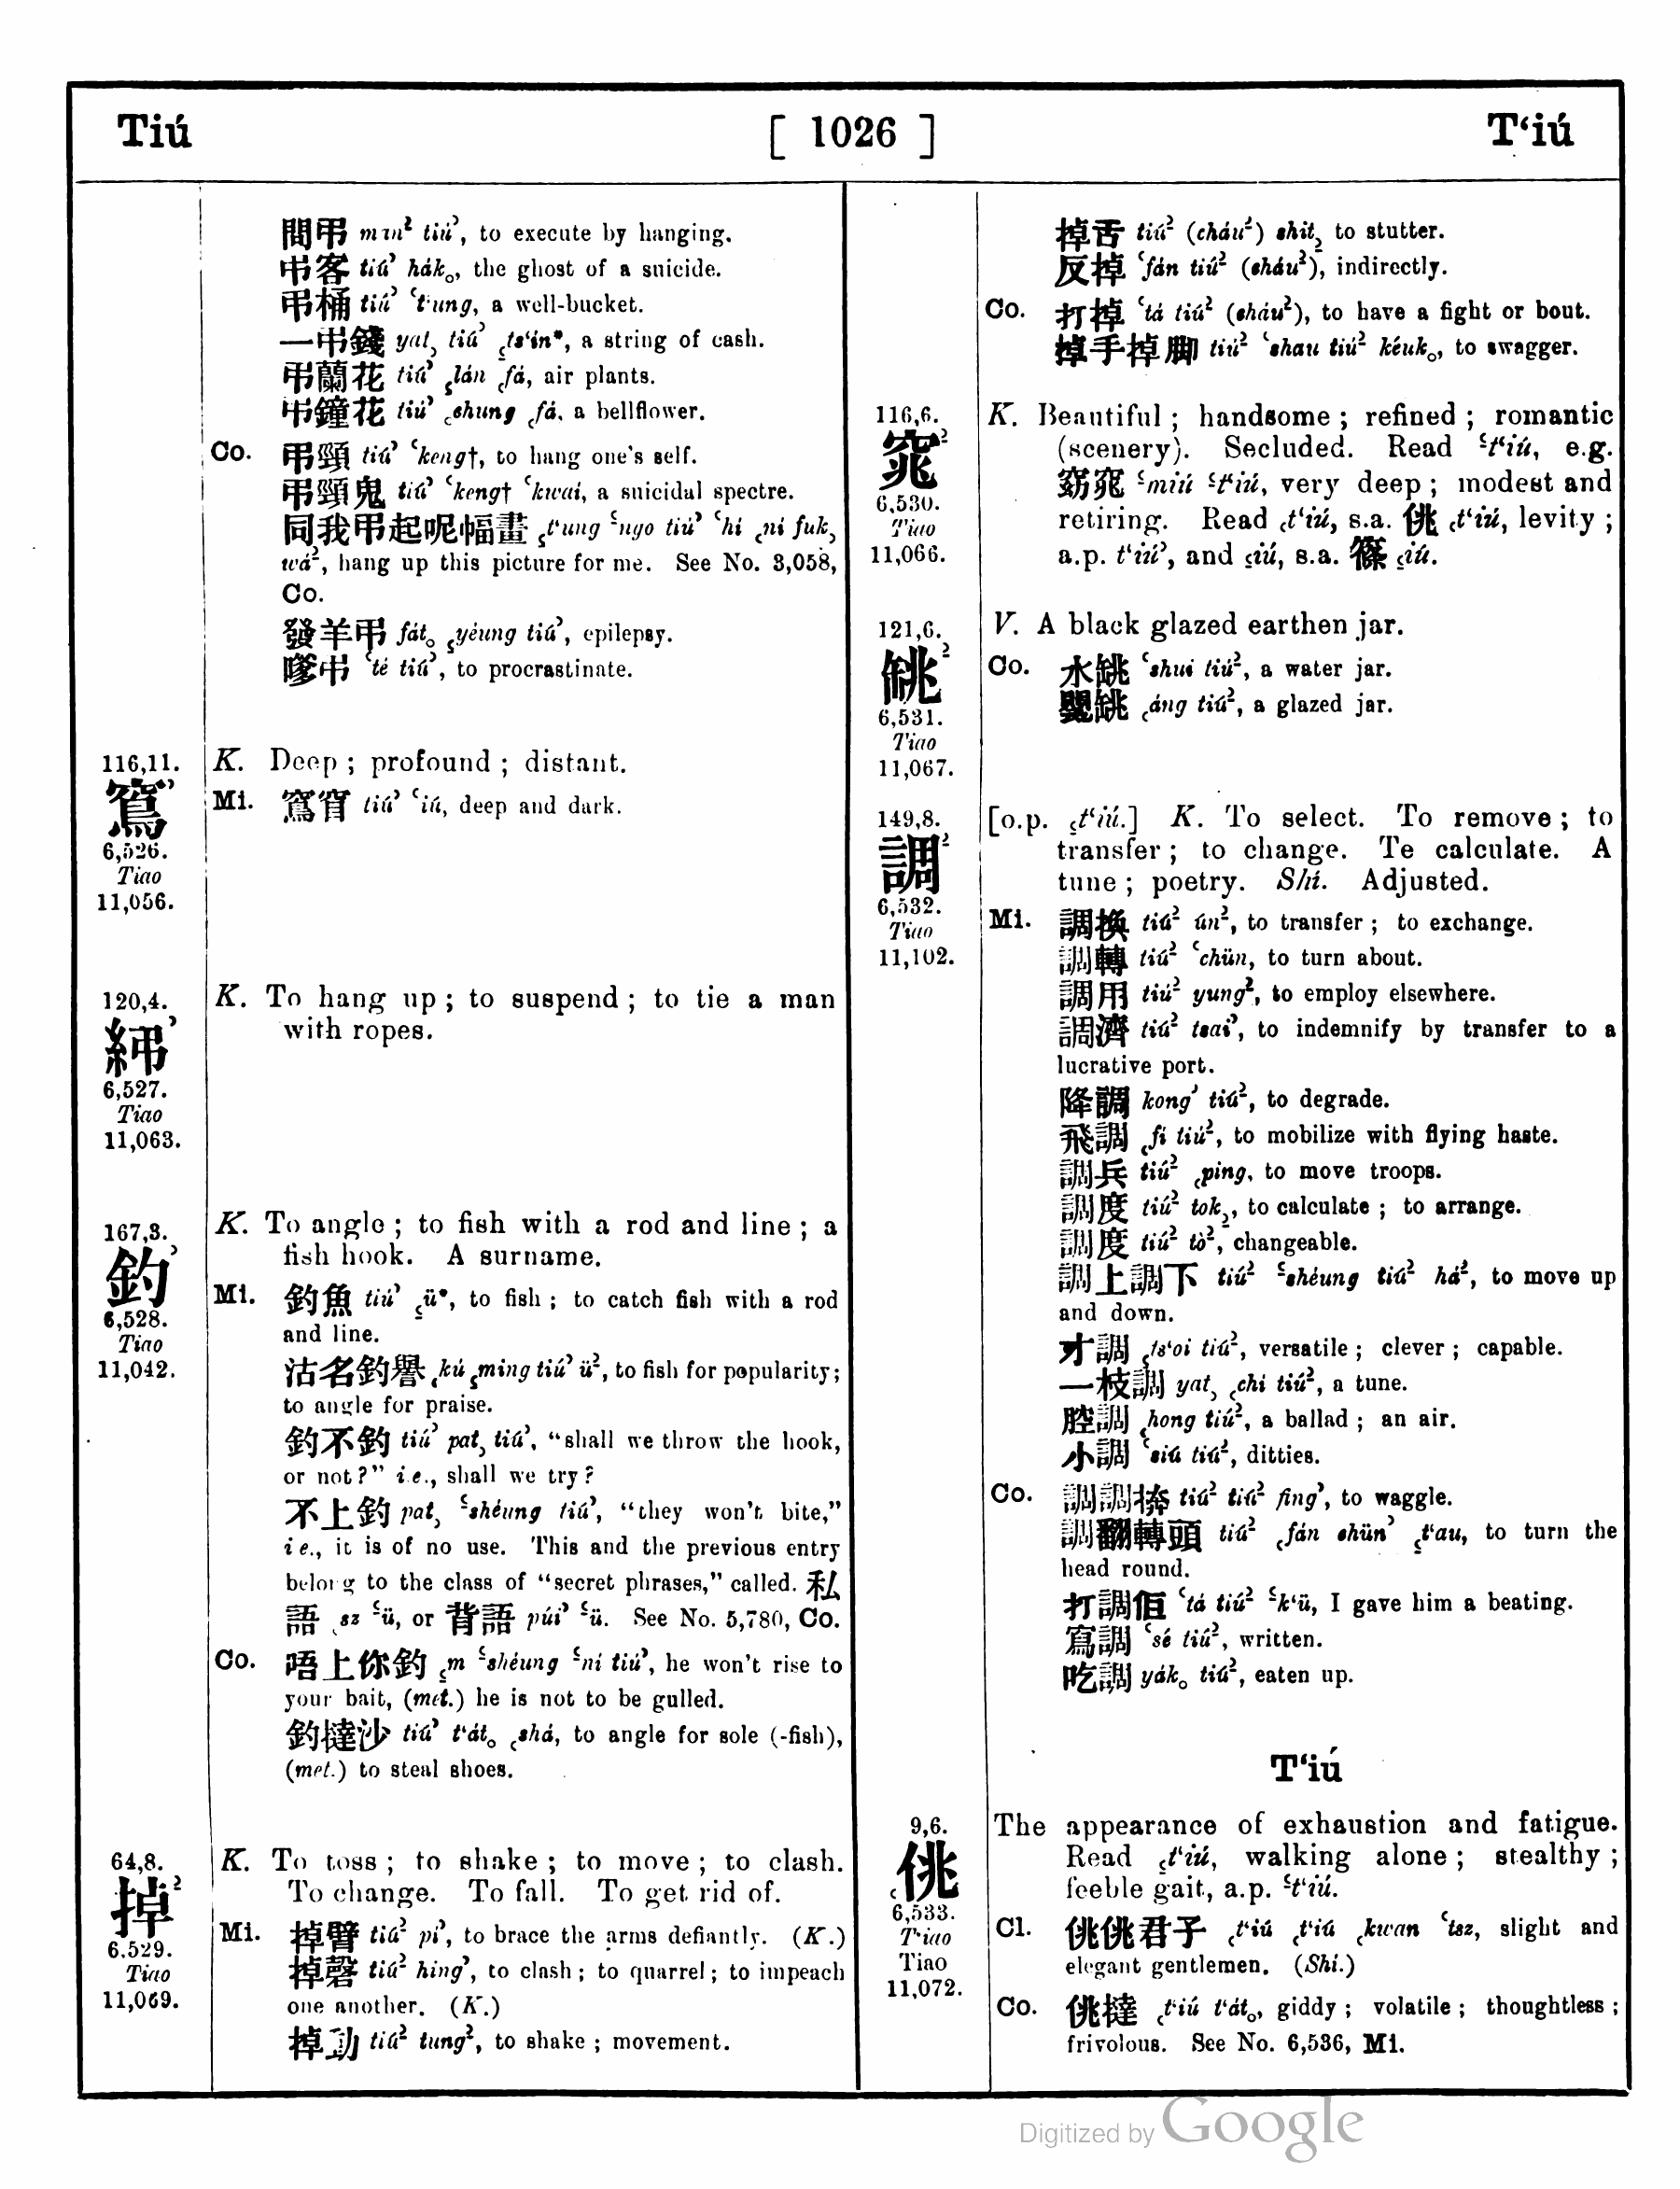 Tiú [ 1026 ] T‘iú
問弔 mun² tiú’, to execute by hanging.
弔客 tiú’ hák₀, the ghost of a suicide.
弔桶 tiú’ ‘t‘ung, a well-bucket.
一弔錢 yat, tiú’ ₍ts‘ín*, a string of cash.
弔蘭花 tiú’ ₍lán ₍fá, air plants.
弔鐘花 tiú’ ₍chung ₍fá, a bellflower.
Co. 弔頸 tiú’ ‘keng†, to hang one's self.
弔頸鬼 tiú’ ‘keng† ‘kwai, a suicidal spectre.
同我弔起呢幅畫 ₍t‘ung ‘ngo tiú’ ‘hí ₍ni fuk,
wá², hang up this picture for me. See No. 3,058,
Co.
發羊弔 fát₀ ₍yéung tiú’, epilepsy.
嗲弔 ‘té tiú’, to procrastinate.
116,11.
窵’
6,526.
Tiao
11,056.
K. Deep; profound; distant.
Mi. 窵窅 tiú’ ‘iú, deep and dark.
120,4.
Tiao
6,527.
11,063.
K. To hang up; to suspend; to tie a man
with ropes.
167,3.
釣’
6,528.
Tiao
11,042.
K. To angle; to fish with a rod and line; a
fish hook. A surname.
Mi. 釣魚 tiú’ ₍ü*, to fish; to catch fish with a rod
and line.
沽名釣譽 ₍kú ₍ming tiú’ ü², to fish for popularity;
to angle for praise.
釣不釣 tiú’ pat, tiú’, “shall we throw the hook,
or not?” i.e., shall we try?
不上釣 pat, ‘shéung tiú’, “they won't bite,”
i e., it is of no use. This and the previous entry
belong to the class of “secret phrases,” called. 私
語 ₍sz ‘ü, or 背語 púi’ ‘ü. See No. 5,780, Co.
Co. 唔上你釣 ₍m ‘shéung ‘ní tiú’, he won't rise to
your bait, (met.) he is not to be gulled.
釣撻沙 tiú’ t‘át₀ ₍shá, to angle for sole (-fish),
(met.) to steal shoes.
64,8.
掉²
6,529.
Tiao
11,069.
K. To toss; to shake; to move; to clash.
To change. To fall. To get rid of.
Mi. 掉臂 tiú² pí’, to brace the arms defiantly. (K.)
掉磬 tiú² hing’, to clash; to quarrel; to impeach
one another. (K.)
掉動 tiú² tung², to shake; movement.
掉舌 tiú² (cháu²) shit, to stutter.
反掉 ‘fán tiú² (cháu²), indirectly.
Co. 打掉 ‘tá tiú² (cháu²), to have a fight or bout.
掉手掉脚 tiú² ‘shau tiú² kéuk₀, to swagger.
116,6.
窕²
6,530.
Tiao
11,066.
K. Beautiful; handsome; refined; romantic
(scenery). Secluded. Read ‘t‘iú, e.g.
窈窕 ‘miú ‘t‘iú, very deep; modest and
retiring. Read ₍t‘iú, s.a. 佻 ₍t‘iú, levity;
a.p. t‘iú’, and ₍iú, s.a. 篠 ₍iú.
121,6.
銚²
6,531.
Tiao
11,067.
V. A black glazed earthen jar.
Co. 水 ‘shui tiú², a water jar.
₍áng tiú², a glazed jar.
149,8.
調²
6,532.
Tiao
11,102.
[o.p. ₍t‘iú.] K. To select. To remove; to
transfer; to change. Te calculate. A
tune; poetry. Shí. Adjusted.
Mi. 調換 tiú² ún², to transfer; to exchange.
調轉 tiú² ‘chün, to turn about.
調用 tiú² yung², to employ elsewhere.
調濟 tiú² tsai’, to indemnify by transfer to a
lucrative port.
降調 kong’ tiú², to degrade.
飛調 ₍fí tiú², to mobilize with flying haste.
調兵 tiú² ₍ping, to move troops.
調度 tiú² tok,, to calculate; to arrange.
調度 tiú² tò², changeable.
調上調下 tiú² ‘shéung tiú² há², to move up
and down.
才調 ₍ts‘oi tiú², versatile; clever; capable.
一枝調 yat, ₍chí tiú², a tune.
腔調 ₍hong tiú², a ballad; an air.
小調 ‘siú tiú², ditties.
Co. 調調 tiú² tiú² fing’, to waggle.
調翻轉頭 tiú² ₍fán chün’ ₍t‘au, to turn the
head round.
打調佢 ‘tá tiú² ‘k‘ü, I gave him a beating.
寫調 ‘sé tiú², written.
吃調 yák₀ tiú², eaten up.
T‘iú
9,6.
₍佻
6,533.
T‘iao
Tiao
11,072.
The appearance of exhaustion and fatigue.
Read ₍t‘iú, walking alone; stealthy;
feeble gait, a.p. ‘t‘iú.
Cl. 佻佻君子 ₍t‘iú ₍t‘iú ₍kwan ‘tsz, slight and
elegant gentlemen. (Shí.)
Co. 佻撻 ₍t‘iú t‘át₀, giddy; volatile; thoughtless;
frivolous. See No. 6,536, Mi.
Digitized by Google